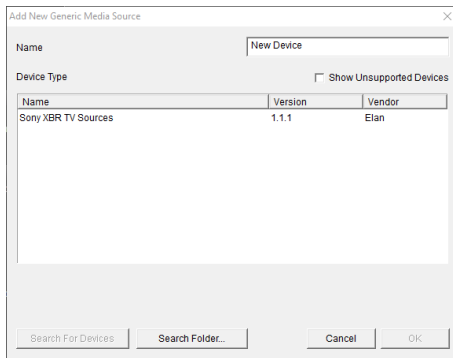 Add New Generic Media Source
Name New Device
Device Type Show Unsupported Devices
Name Version Vendor
Sony XBR TV Sources 1.1.1 Elan
Search For Devices Search Folder... Cancel OK